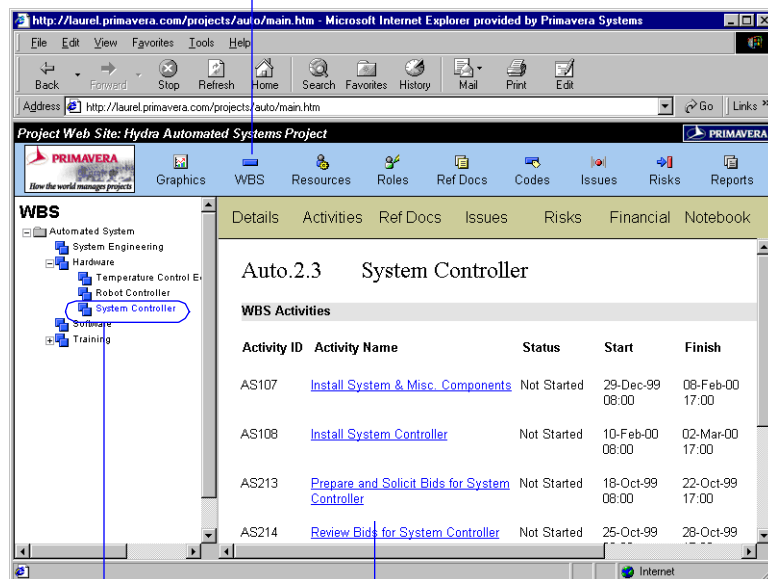 http://laurel.primavera.com/projects/auto/main.htm - Microsoft Internet Explorer provided by Primavera Systems
File Edit View Favorites Tools Help
Back Forward Stop Refresh Home Search Favorites History Mail Print Edit
Address http://laurel.primavera.com/projects/auto/main.htm Go Links »
Project Web Site: Hydra Automated Systems Project PRIMAVERA
PRIMAVERA
How the world manages projects
Graphics WBS Resources Roles Ref Docs Codes Issues Risks Reports
WBS
Automated System
System Engineering
Hardware
Temperature Control E
Robot Controller
System Controller
Software
Training
Details Activities Ref Docs Issues Risks Financial Notebook
Auto.2.3 System Controller
WBS Activities
Activity ID Activity Name Status Start Finish
AS107 Install System & Misc. Components Not Started 29-Dec-99 08-Feb-00
08:00 17:00
AS108 Install System Controller Not Started 10-Feb-00 02-Mar-00
08:00 17:00
AS213 Prepare and Solicit Bids for System Not Started 18-Oct-99 22-Oct-99
Controller 08:00 17:00
AS214 Review Bids for System Controller Not Started 25-Oct-99 28-Oct-99
Internet